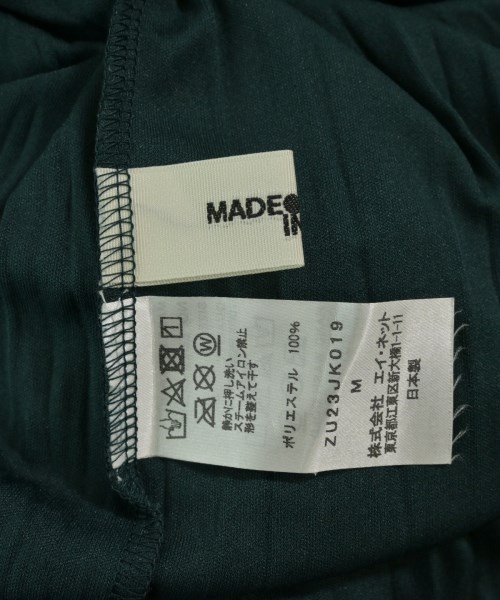 MADE
IN
静かに押し洗い
スチームアイロン禁止
形を整えて干す
ポリエステル 100%
ZU23JK019
M
株式会社 エイ・ネット
東京都江東区新大橋1-1-11
日本製